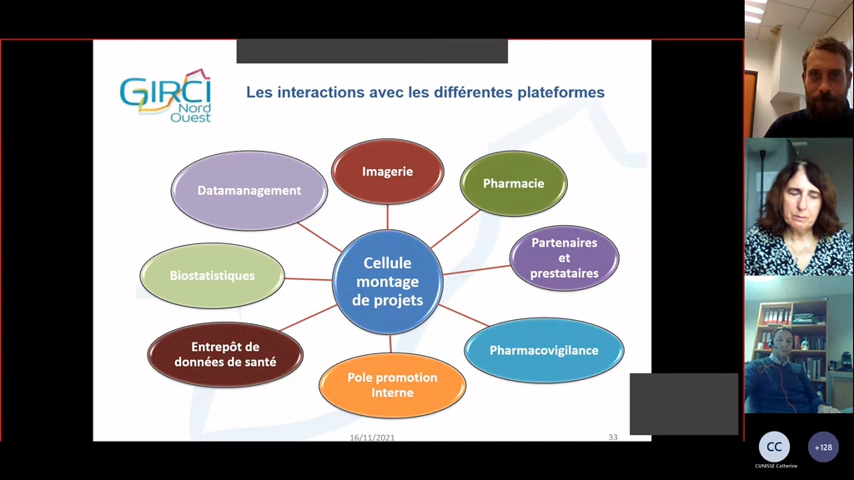 GIRCI
Nord
Ouest
Les interactions avec les différentes plateformes
Imagerie
Datamanagement
Pharmacie
Partenaires
et
prestataires
Cellule
montage
de projets
Biostatistiques
Entrepôt de
données de santé
Pharmacovigilance
Pole promotion
Interne
16/11/2021
33
CC
+128
CUNISSE Catherine